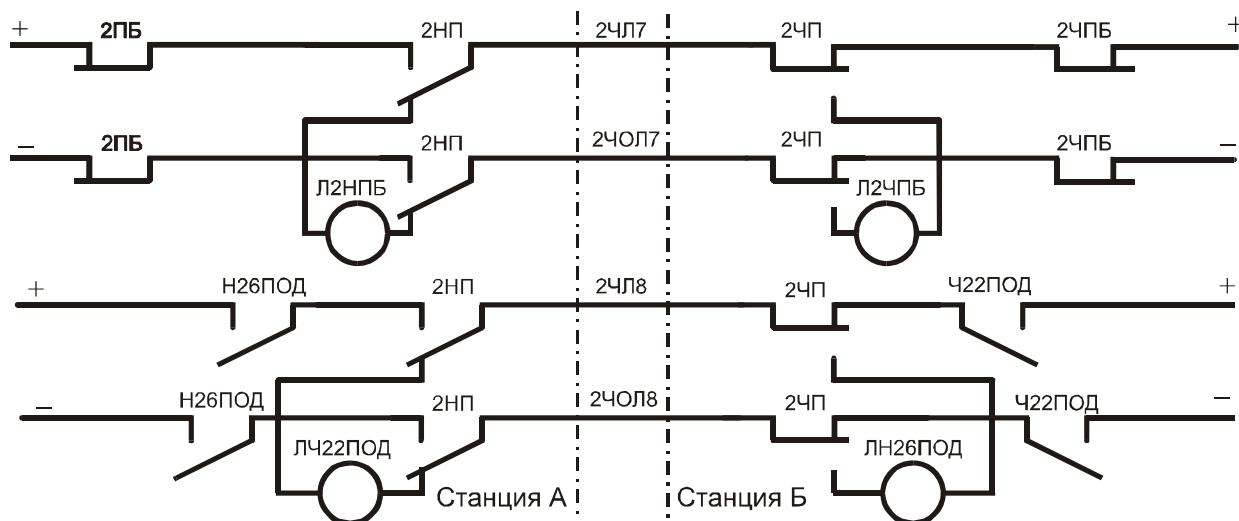 + 2ПБ 2НП 2ЧЛ7 2ЧП 2ЧПБ +
− 2ПБ 2НП 2ЧОЛ7 2ЧП 2ЧПБ −
Л2НПБ Л2ЧПБ
+ Н26ПОД 2НП 2ЧЛ8 2ЧП Ч22ПОД +
− Н26ПОД 2НП 2ЧОЛ8 2ЧП Ч22ПОД −
ЛЧ22ПОД ЛН26ПОД
Станция А Станция Б